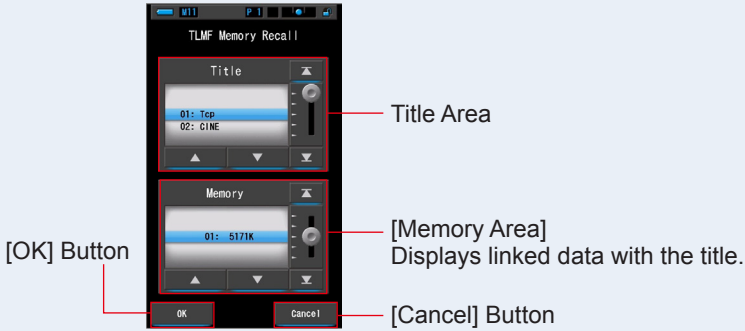 M11 P 1
TLMF Memory Recall
Title
01: Tcp
02: CINE
Title Area
Memory
01: 5171K
[Memory Area]
Displays linked data with the title.
[OK] Button
OK
Cancel
[Cancel] Button